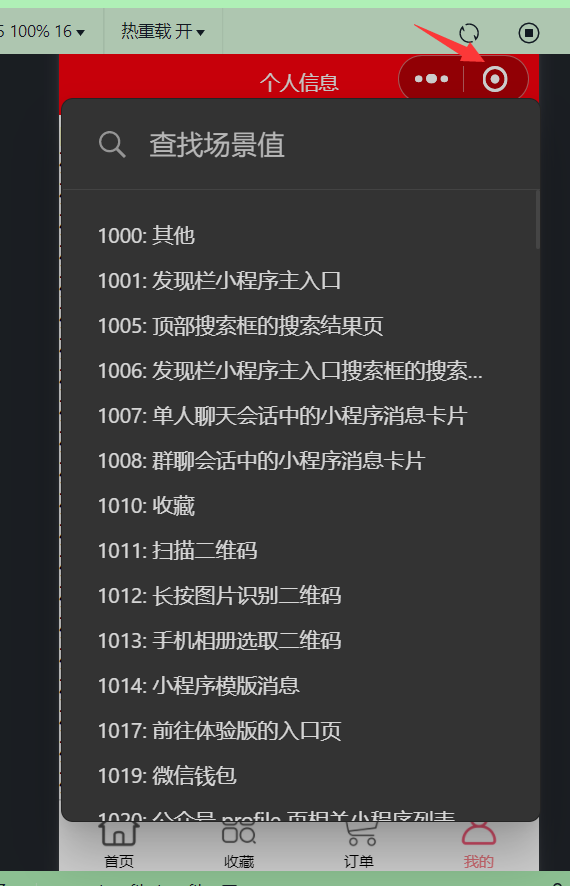 100% 16
热重载 开
个人信息
查找场景值
1000: 其他
1001: 发现栏小程序主入口
1005: 顶部搜索框的搜索结果页
1006: 发现栏小程序主入口搜索框的搜索...
1007: 单人聊天会话中的小程序消息卡片
1008: 群聊会话中的小程序消息卡片
1010: 收藏
1011: 扫描二维码
1012: 长按图片识别二维码
1013: 手机相册选取二维码
1014: 小程序模版消息
1017: 前往体验版的入口页
1019: 微信钱包
1020: 公众号 profile 页相关小程序列表
首页
收藏
订单
我的